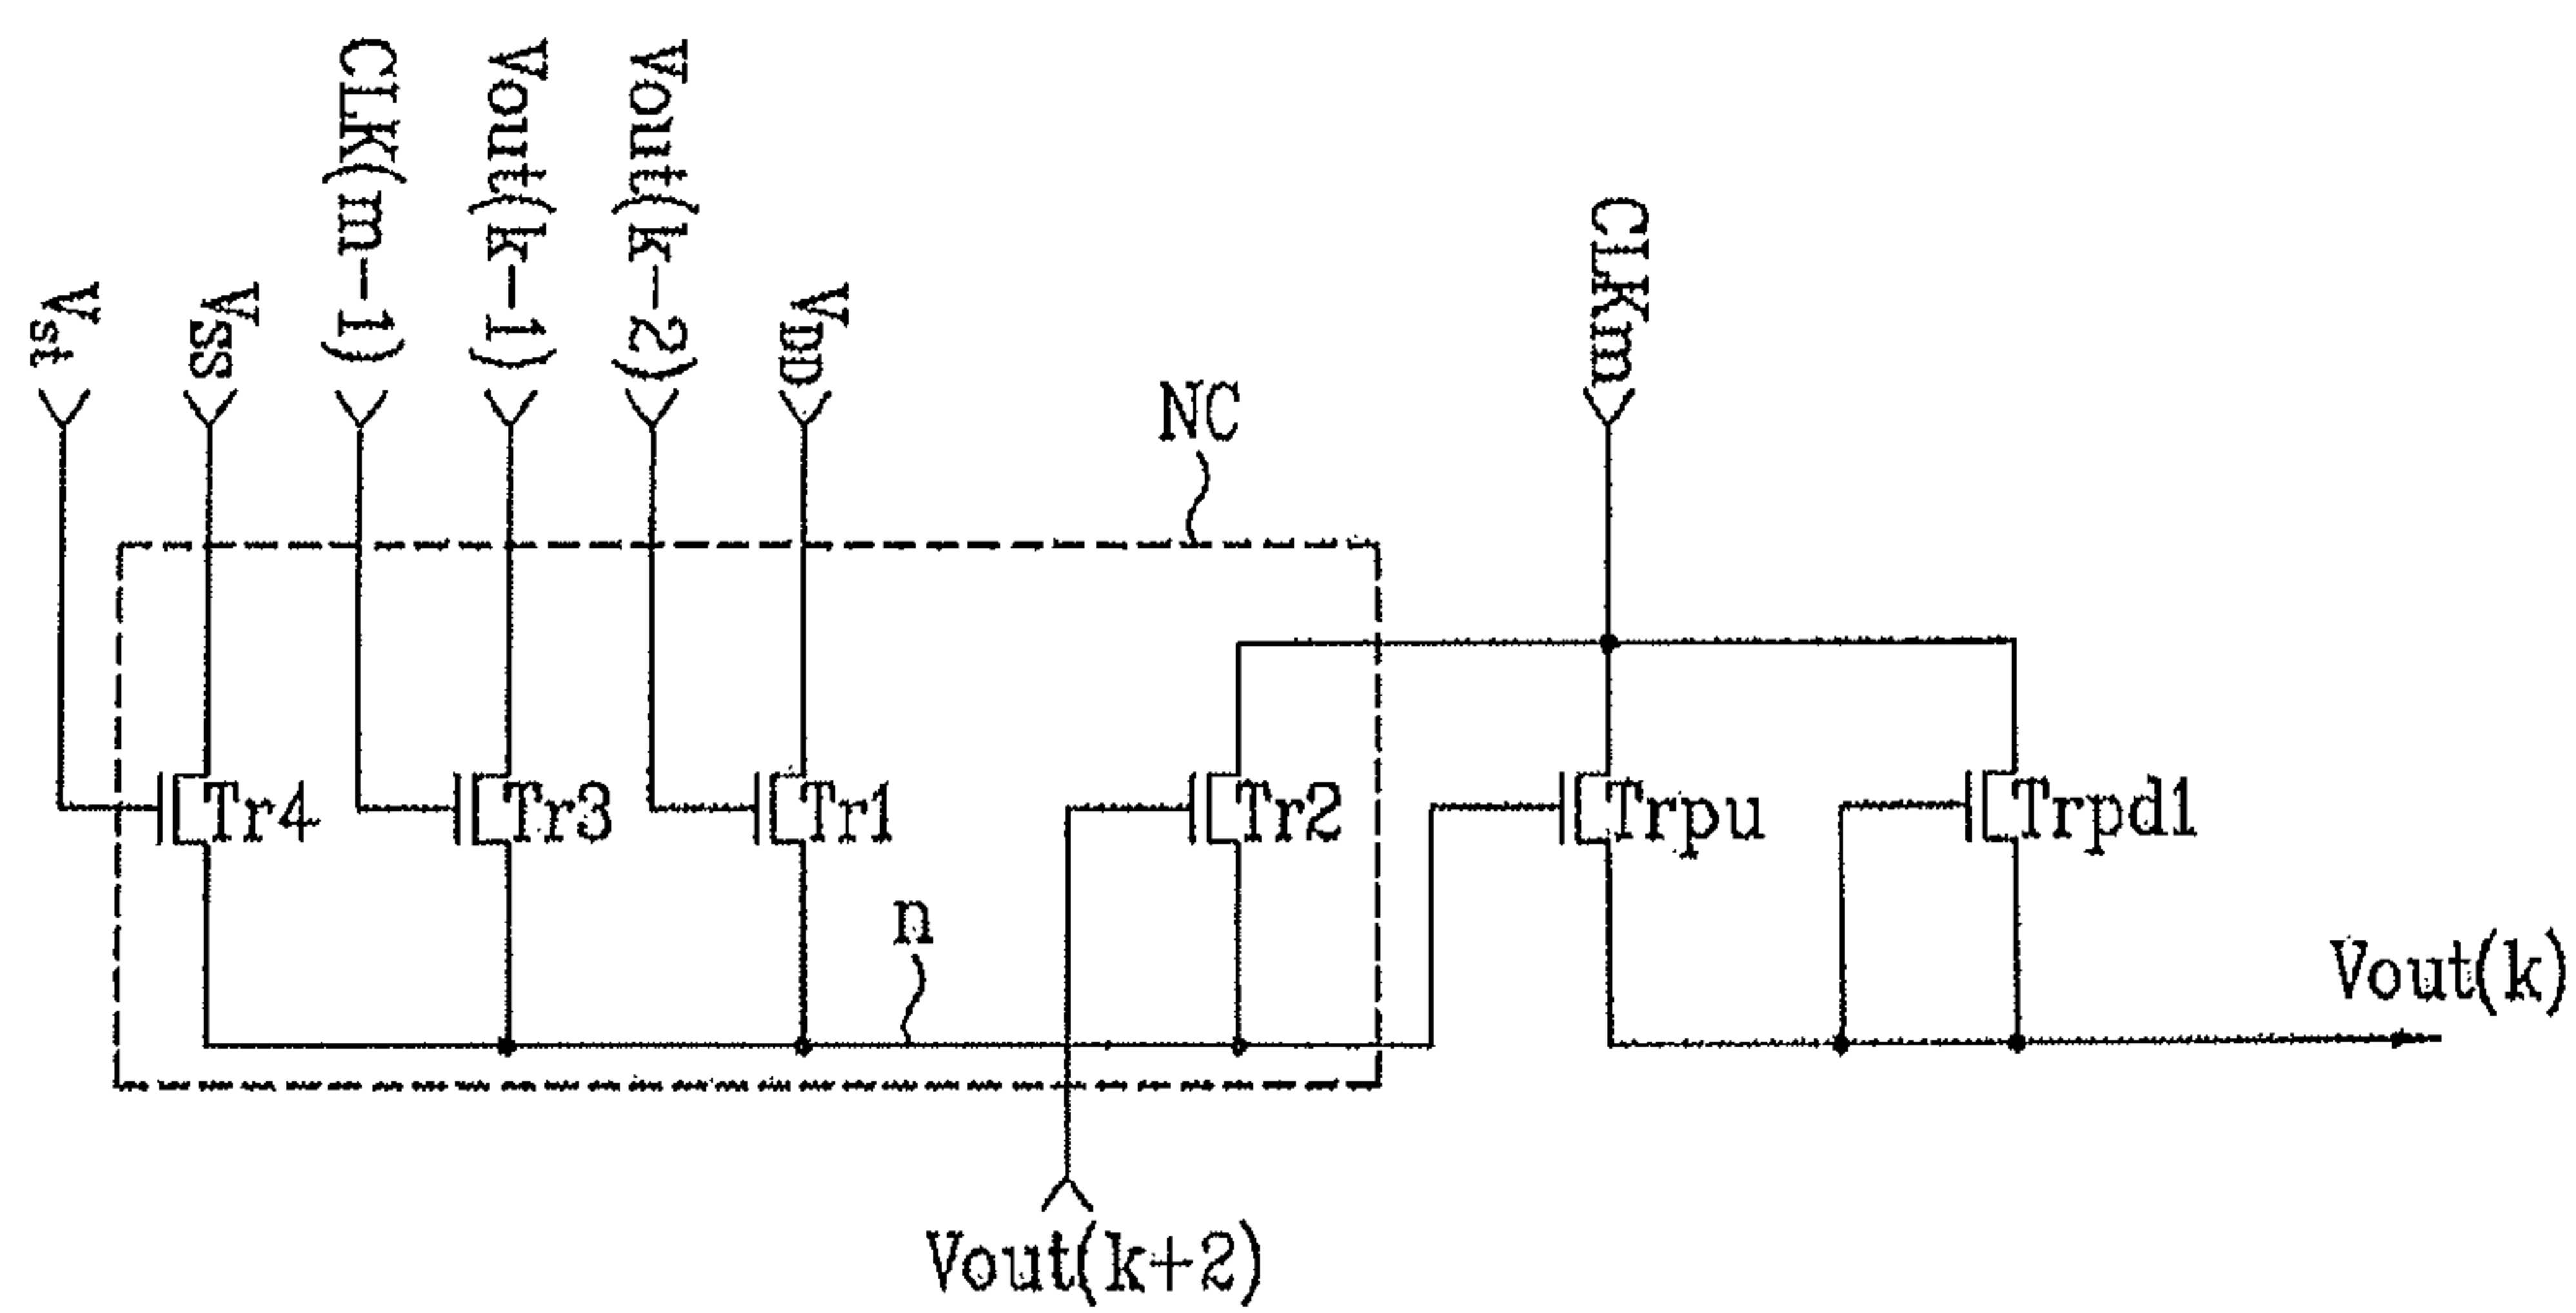 Vst
VSS
CLK(m-1)
Vout(k-1)
Vout(k-2)
VDD
CLKm
NC
Tr4
Tr3
Tr1
Tr2
Trpu
Trpd1
n
Vout(k)
Vout(k+2)